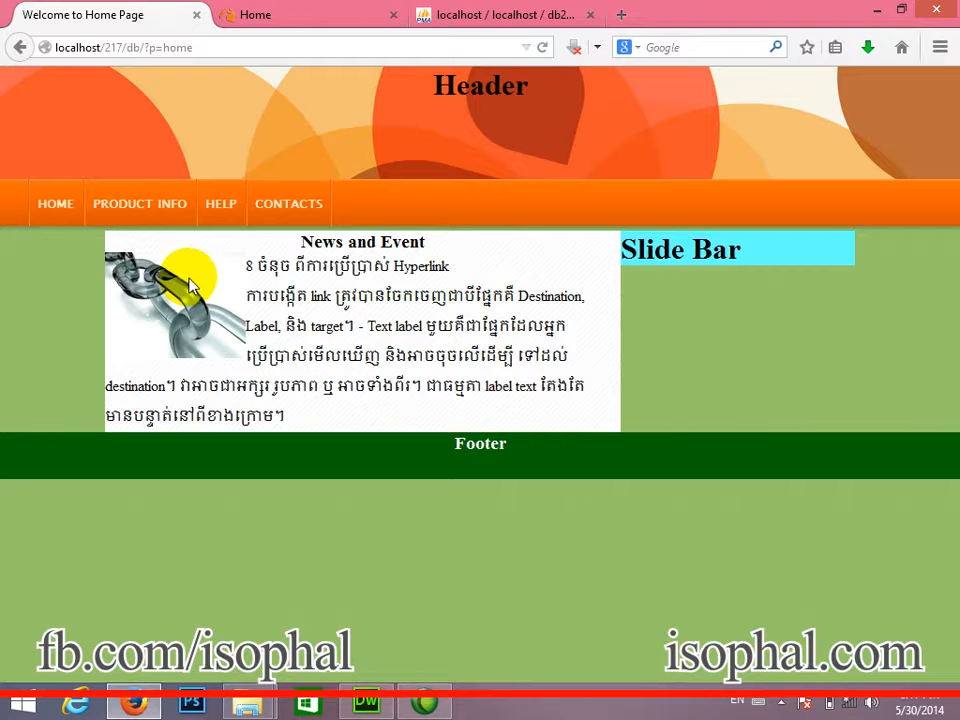 Welcome to Home Page
Home
localhost / localhost / db2...
localhost/217/db/?p=home
Google
Header
HOME
PRODUCT INFO
HELP
CONTACTS
News and Event
8 ចំនុច ពីការប្រើប្រាស់ Hyperlink
ការបង្កើត link ត្រូវបានចែកចេញជាបីផ្នែកគឺ Destination,
Label, និង target។ - Text label មួយគឺជាផ្នែកដែលអ្នក
ប្រើប្រាស់មើលឃើញ និងអាចចុចលើដើម្បី ទៅដល់
destination។ វាអាចជាអក្សរ រូបភាព ឬ អាចទាំងពីរ។ ជាធម្មតា label text តែងតែ
មានបន្ទាត់នៅពីខាងក្រោម។
Slide Bar
Footer
fb.com/isophal
isophal.com
EN
5/30/2014